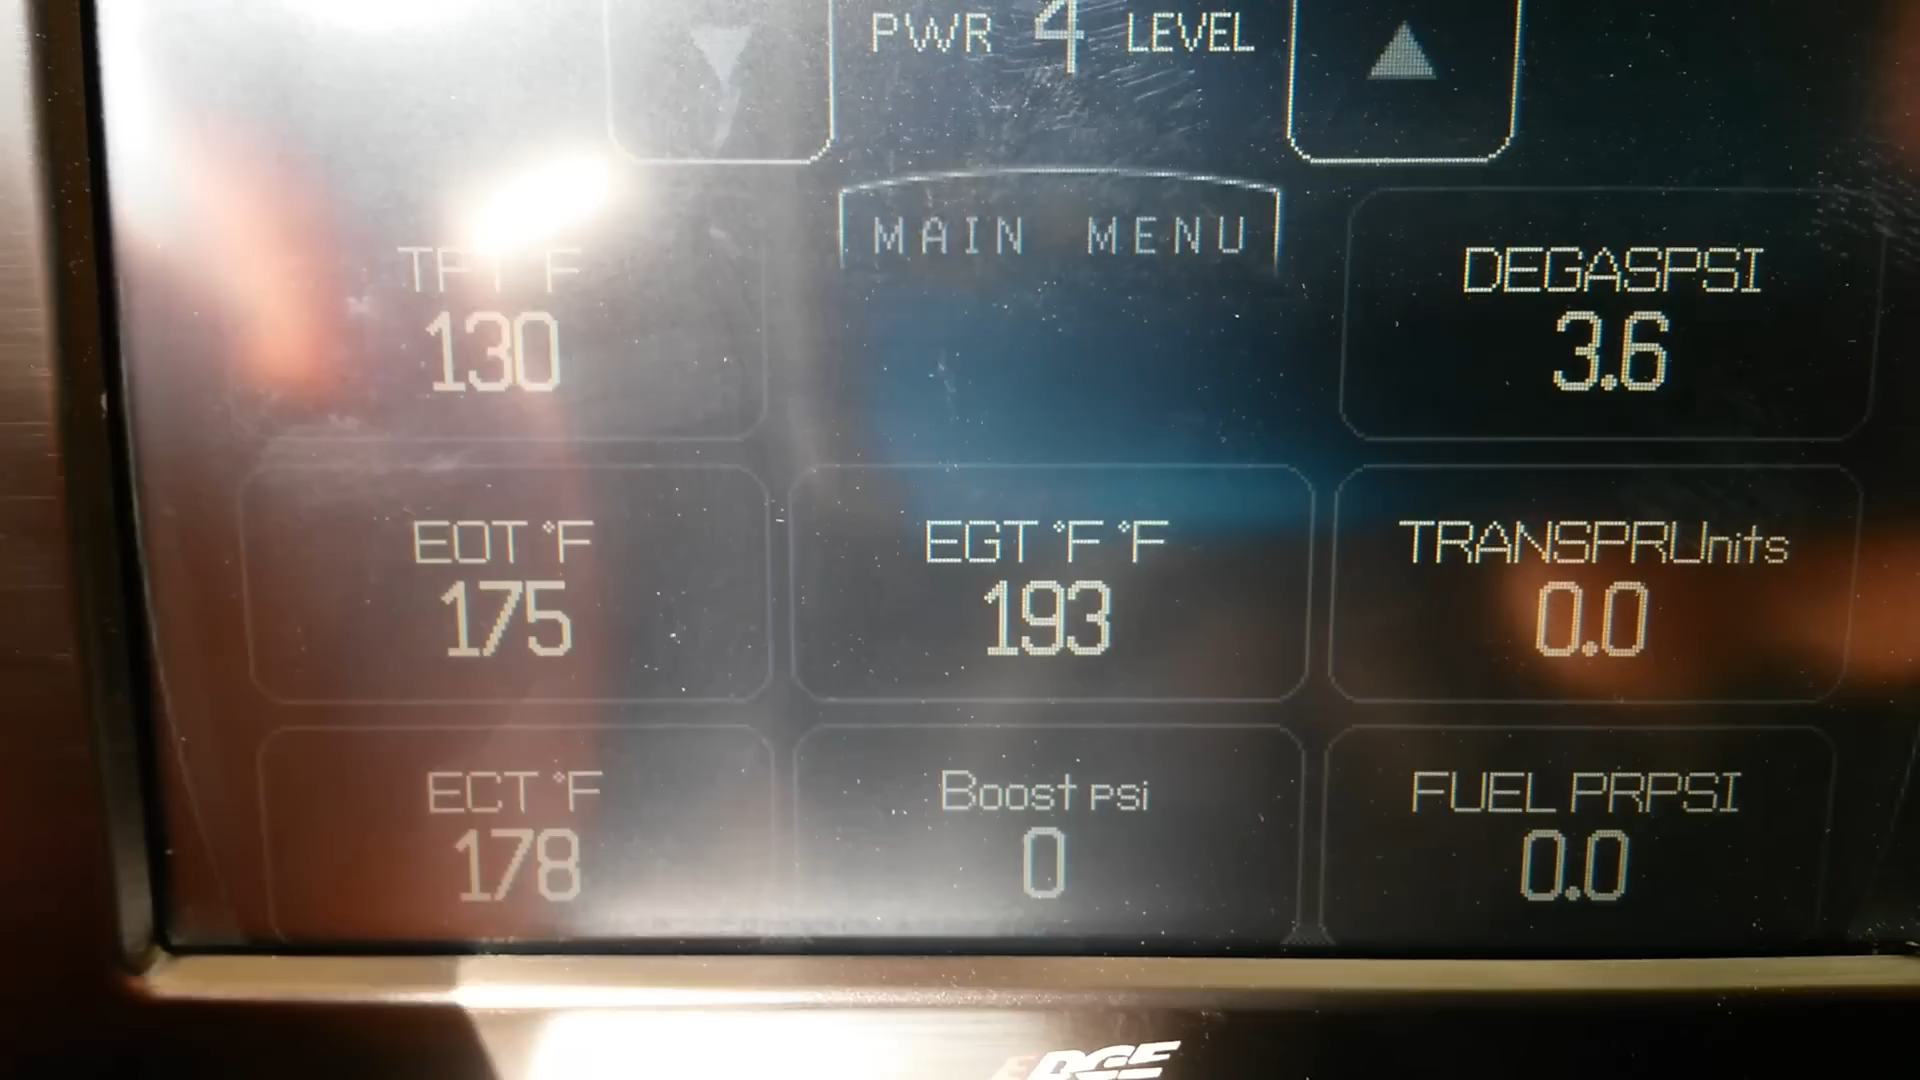 PWR 4 LEVEL
MAIN MENU
°F
130
DEGASPSI
3.6
EOT °F
175
EGT °F °F
193
TRANSPRUnits
0.0
ECT °F
178
Boost psi
0
FUEL PRPSI
0.0
EDGE